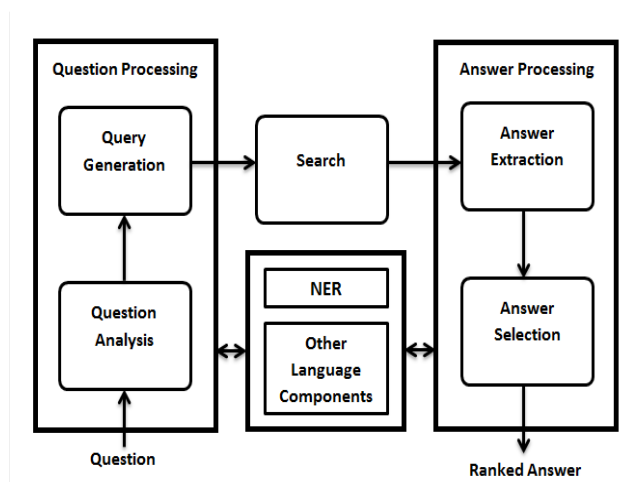 Question Processing
Query
Generation
Question
Analysis
Question
Search
NER
Other
Language
Components
Answer Processing
Answer
Extraction
Answer
Selection
Ranked Answer